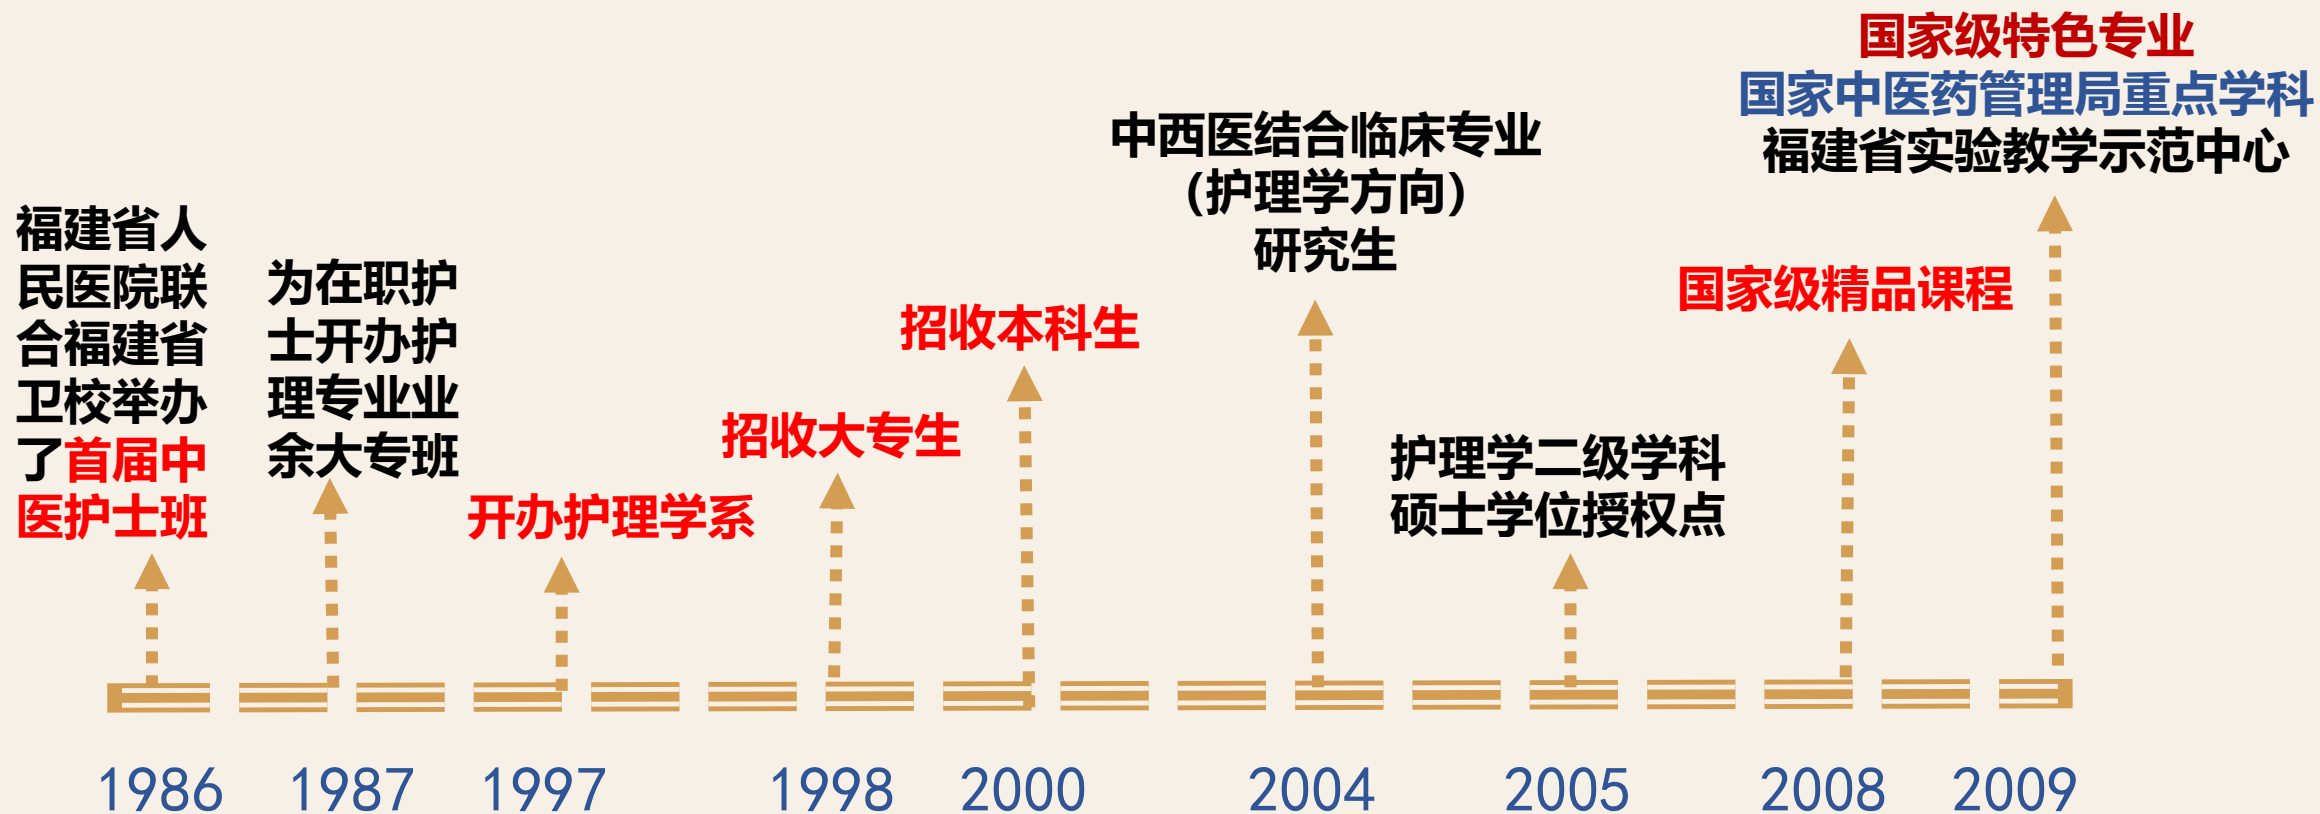 福建省人
民医院联
合福建省
卫校举办
了首届中
医护士班
为在职护
士开办护
理专业业
余大专班
开办护理学系
招收大专生
招收本科生
中西医结合临床专业
（护理学方向）
研究生
护理学二级学科
硕士学位授权点
国家级精品课程
国家级特色专业
国家中医药管理局重点学科
福建省实验教学示范中心
1986
1987
1997
1998
2000
2004
2005
2008
2009